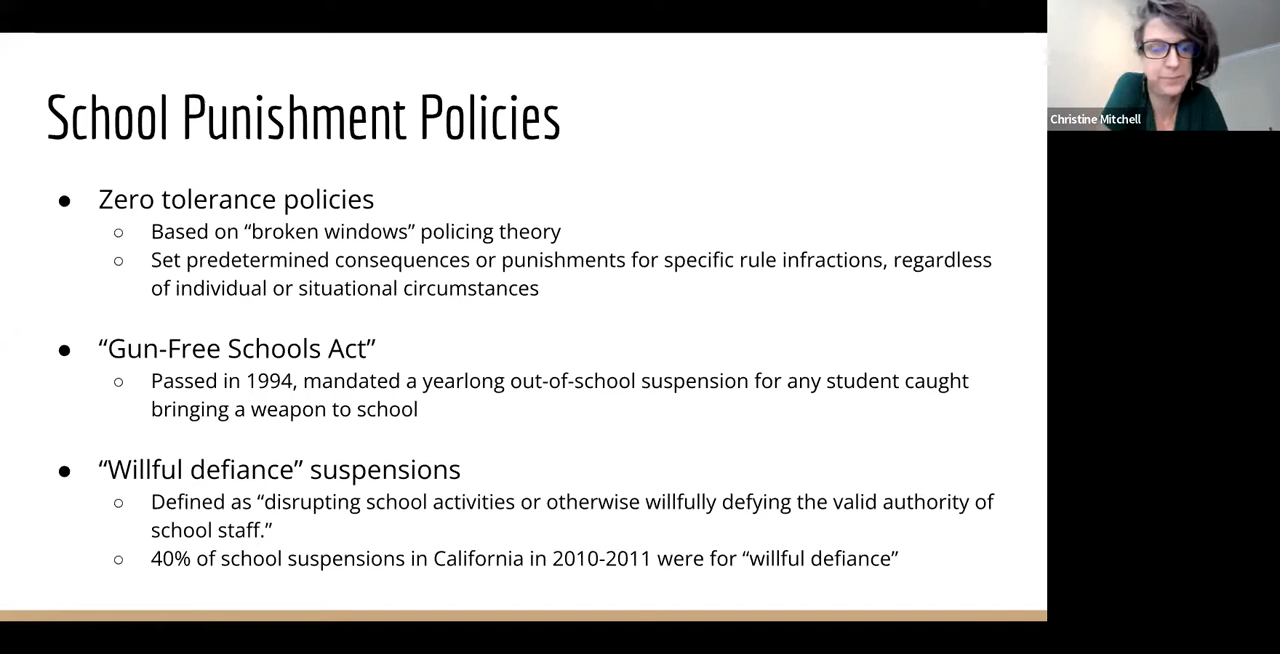 School Punishment Policies
● Zero tolerance policies
○ Based on “broken windows” policing theory
○ Set predetermined consequences or punishments for specific rule infractions, regardless
of individual or situational circumstances
● “Gun-Free Schools Act”
○ Passed in 1994, mandated a yearlong out-of-school suspension for any student caught
bringing a weapon to school
● “Willful defiance” suspensions
○ Defined as “disrupting school activities or otherwise willfully defying the valid authority of
school staff.”
○ 40% of school suspensions in California in 2010-2011 were for “willful defiance”
Christine Mitchell